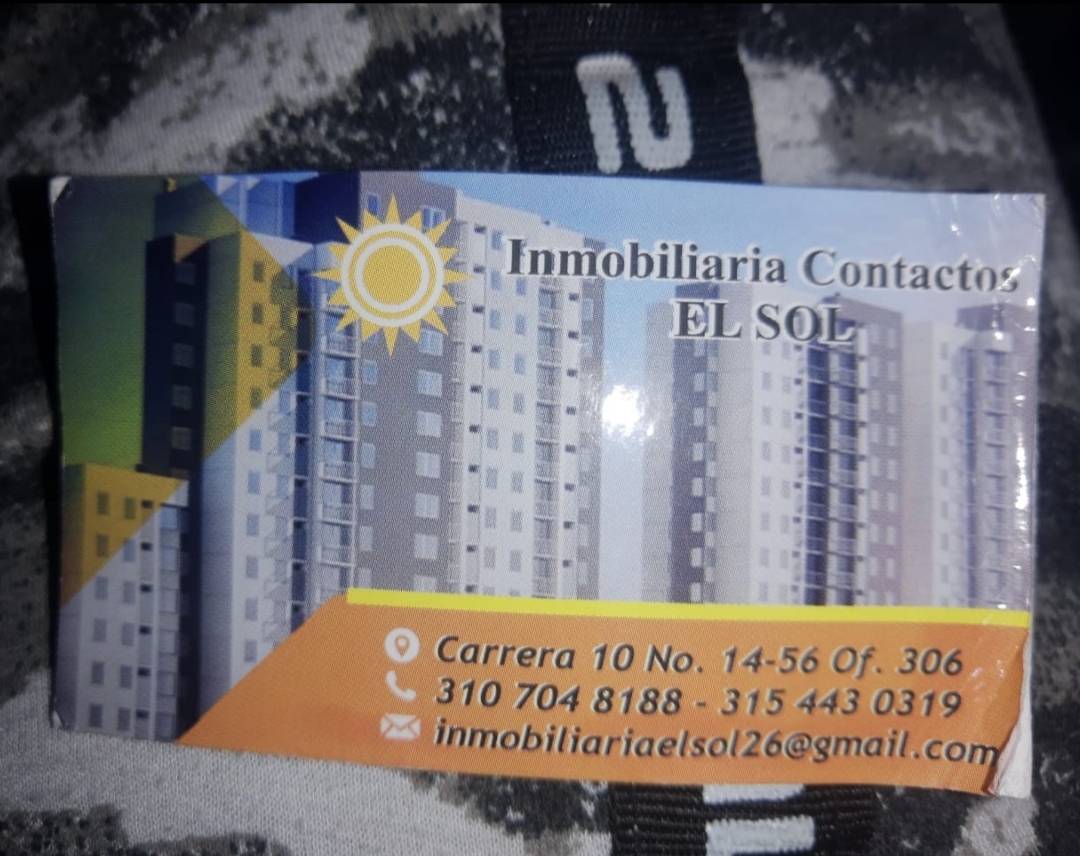 Inmobiliaria Contactos
EL SOL
Carrera 10 No. 14-56 Of. 306
310 704 8188 - 315 443 0319
inmobiliariaelsol26@gmail.com